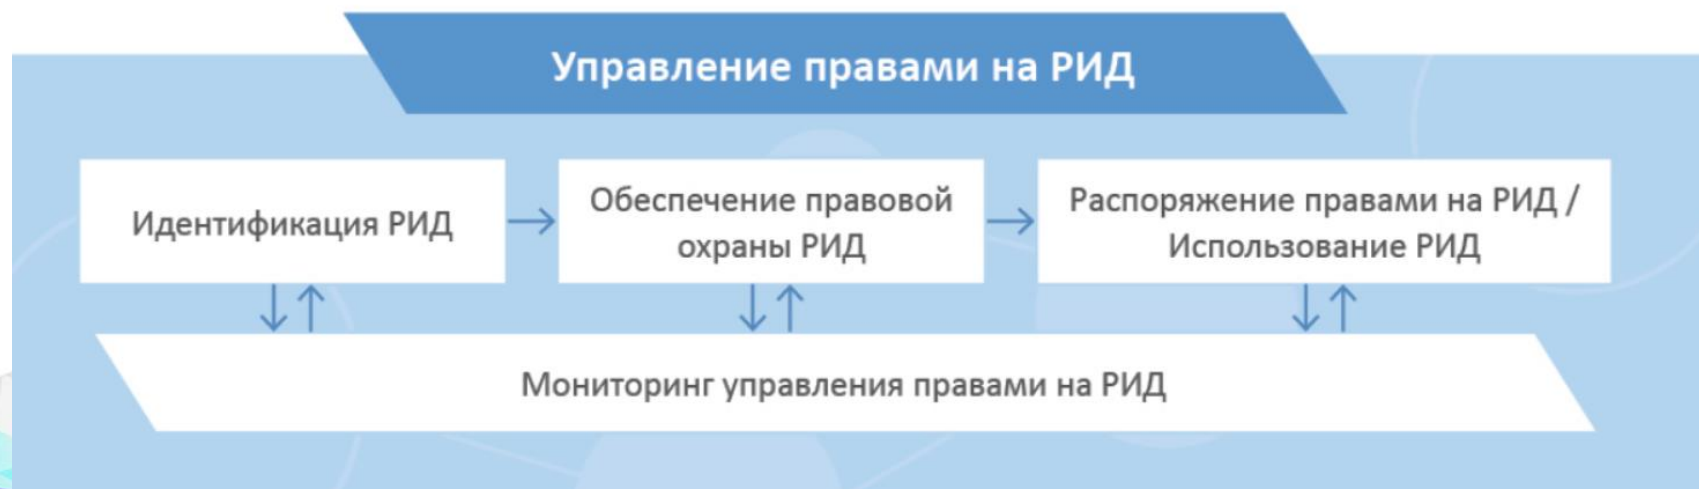 Управление правами на РИД
Идентификация РИД
Обеспечение правовой
охраны РИД
Распоряжение правами на РИД /
Использование РИД
Мониторинг управления правами на РИД